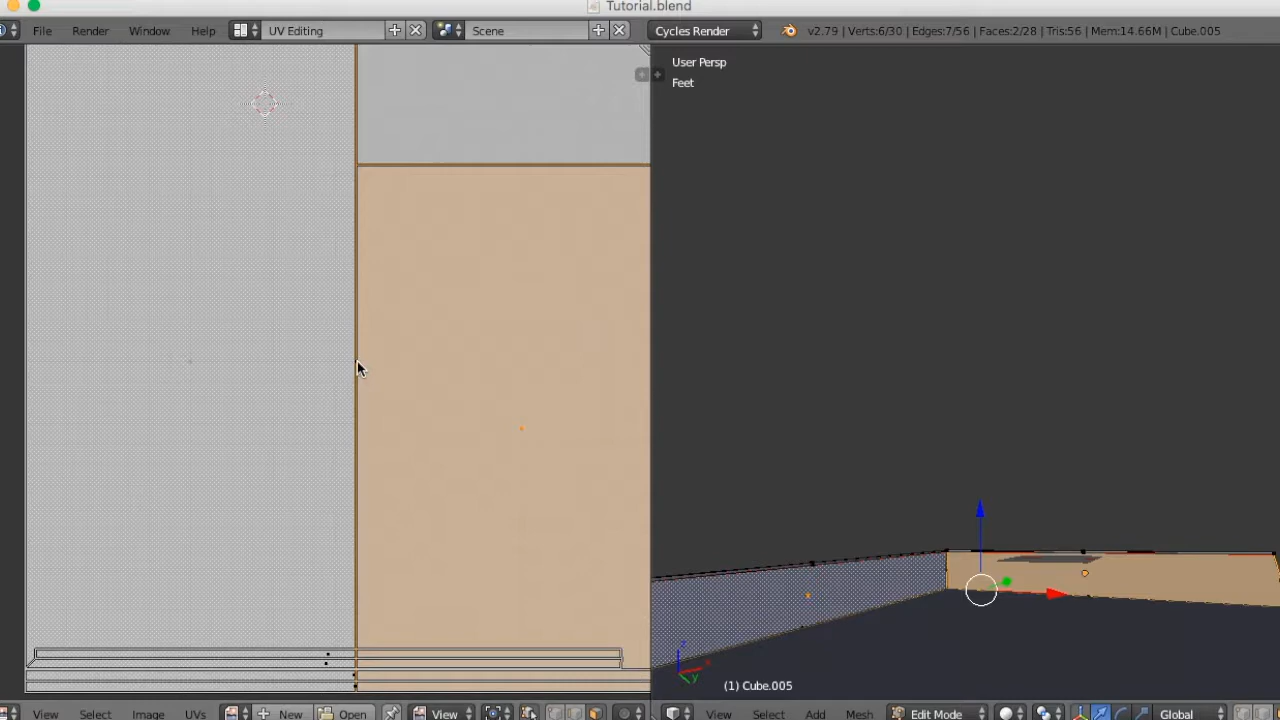 Tutorial.blend
File Render Window Help UV Editing Scene Cycles Render v2.79 | Verts:6/30 | Edges:7/56 | Faces:2/28 | Tris:56 | Mem:14.66M | Cube.005
User Persp
Feet
z
x
y
(1) Cube.005
View Select Image UVs New Open View View Select Add Mesh Edit Mode Global